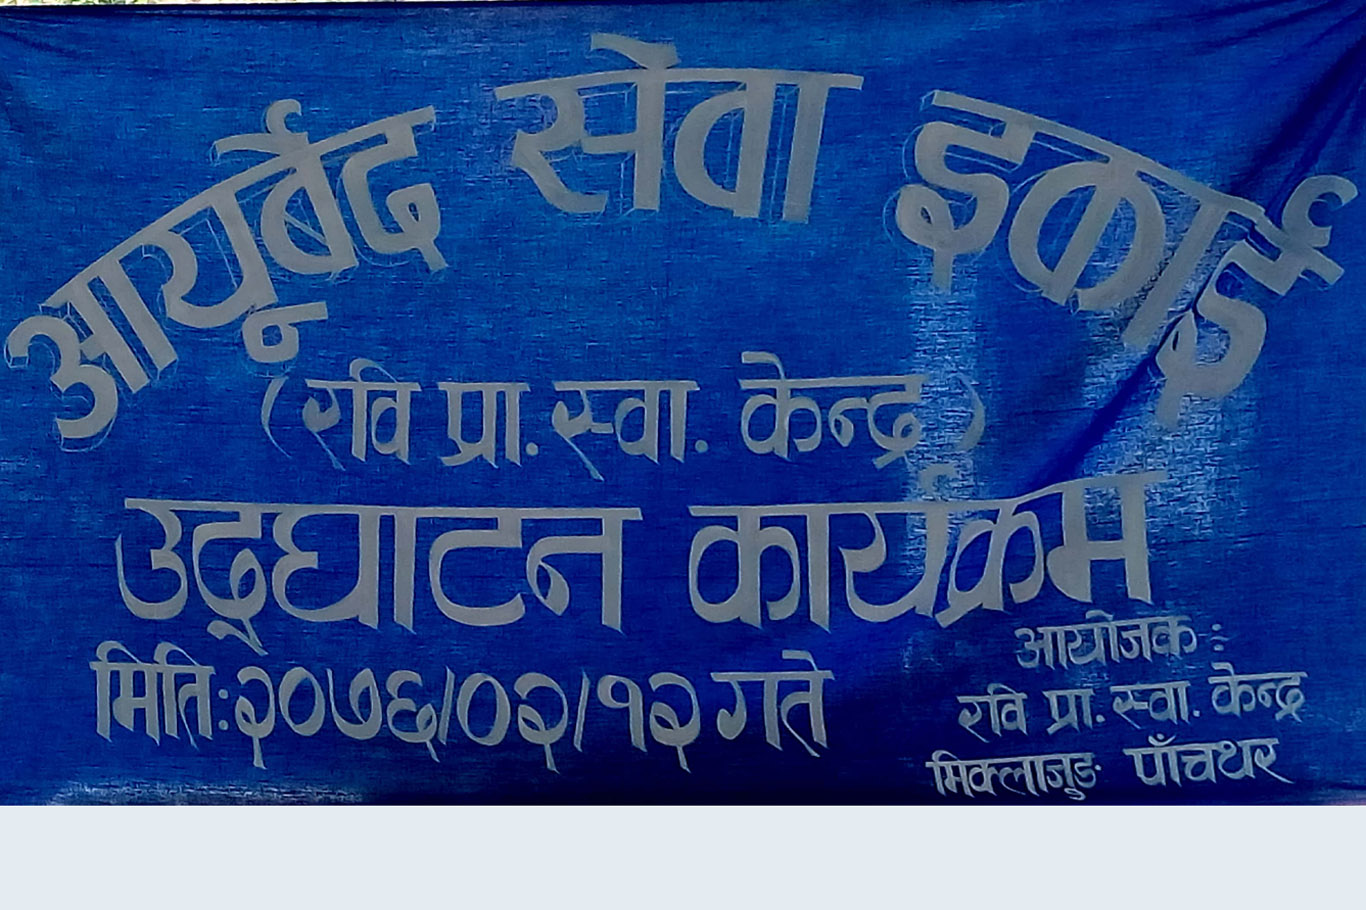 आयूर्बेद सेवा इकाई
( रवि प्रा. स्वा. केन्द्र )
उद्घाटन कार्यक्रम
मिति: २०७६/०२/१२ गते
आयोजक :
रवि प्रा. स्वा. केन्द्र
मिक्लाजुङ पाँचथर